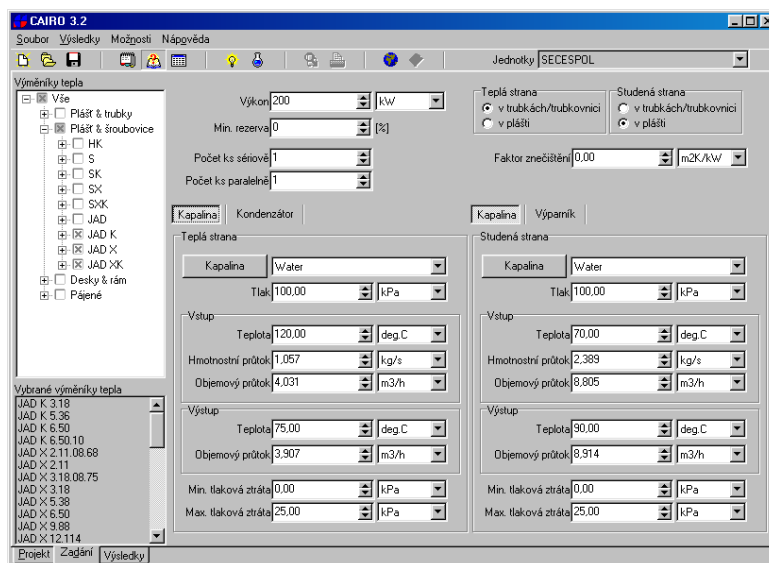 CAIRO 3.2
Soubor Výsledky Možnosti Nápověda
Jednotky SECESPOL
Výměníky tepla
Vše
Plášť & trubky
Plášť & šroubovice
HK
S
SK
SX
SXK
JAD
JAD K
JAD X
JAD XK
Desky & rám
Pájené
Vybrané výměníky tepla
JAD K 3.18
JAD K 5.36
JAD K 6.50
JAD K 6.50.10
JAD X 2.11.08.68
JAD X 2.11
JAD X 3.18.08.75
JAD X 3.18
JAD X 5.38
JAD X 6.50
JAD X 9.88
JAD X 12.114
Výkon 200 kW
Min. rezerva 0 [%]
Počet ks sériově 1
Počet ks paralelně 1
Teplá strana
v trubkách/trubkovnici
v plášti
Studená strana
v trubkách/trubkovnici
v plášti
Faktor znečištění 0,00 m2K/kW
Kapalina Kondenzátor
Teplá strana
Kapalina Water
Tlak 100,00 kPa
Vstup
Teplota 120,00 deg.C
Hmotnostní průtok 1,057 kg/s
Objemový průtok 4,031 m3/h
Výstup
Teplota 75,00 deg.C
Objemový průtok 3,907 m3/h
Min. tlaková ztráta 0,00 kPa
Max. tlaková ztráta 25,00 kPa
Kapalina Výparník
Studená strana
Kapalina Water
Tlak 100,00 kPa
Vstup
Teplota 70,00 deg.C
Hmotnostní průtok 2,389 kg/s
Objemový průtok 8,805 m3/h
Výstup
Teplota 90,00 deg.C
Objemový průtok 8,914 m3/h
Min. tlaková ztráta 0,00 kPa
Max. tlaková ztráta 25,00 kPa
Projekt Zadání Výsledky